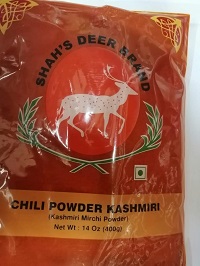 SHAH'S DEER BRAND
CHILI POWDER KASHMIRI
(Kashmiri Mirchi Powder)
Net Wt : 14 Oz (400g)